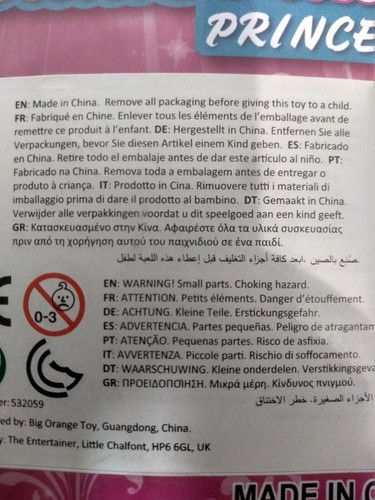 PRINCE
EN: Made in China. Remove all packaging before giving this toy to a child.
FR: Fabriqué en Chine. Enlever tous les éléments de l'emballage avant de
remettre ce produit à l'enfant. DE: Hergestellt in China. Entfernen Sie alle
Verpackungen, bevor Sie diesen Artikel einem Kind geben. ES: Fabricado
en China. Retire todo el embalaje antes de dar este artículo al niño. PT:
Fabricado na China. Remova toda a embalagem antes de entregar o
produto à criança. IT: Prodotto in Cina. Rimuovere tutti i materiali di
imballaggio prima di dare il prodotto al bambino. DT: Gemaakt in China.
Verwijder alle verpakkingen voordat u dit speelgoed aan een kind geeft.
GR: Κατασκευασμένο στην Κίνα. Αφαιρέστε όλα τα υλικά συσκευασίας
πριν από τη χορήγηση αυτού του παιχνιδιού σε ένα παιδί.
صُنع بالصين .ابعد كافة أجزاء التغليف قبل إعطاء هذه اللعبة لطفل.
EN: WARNING! Small parts. Choking hazard.
FR: ATTENTION. Petits éléments. Danger d'étouffement.
DE: ACHTUNG. Kleine Teile. Erstickungsgefahr.
ES: ADVERTENCIA. Partes pequeñas. Peligro de atragantam
PT: ATENÇÃO. Pequenas partes. Risco de asfixia.
IT: AVVERTENZA. Piccole parti. Rischio di soffocamento.
DT: WAARSCHUWING. Kleine onderdelen. Verstikkingsgeva
GR: ΠΡΟΕΙΔΟΠΟΙΗΣΗ. Μικρά μέρη. Κίνδυνος πνιγμού.
الأجزاء الصغيرة. خطر الاختناق
0-3
er: 532059
ed by: Big Orange Toy, Guangdong, China.
y: The Entertainer, Little Chalfont, HP6 6GL, UK
MADE IN C